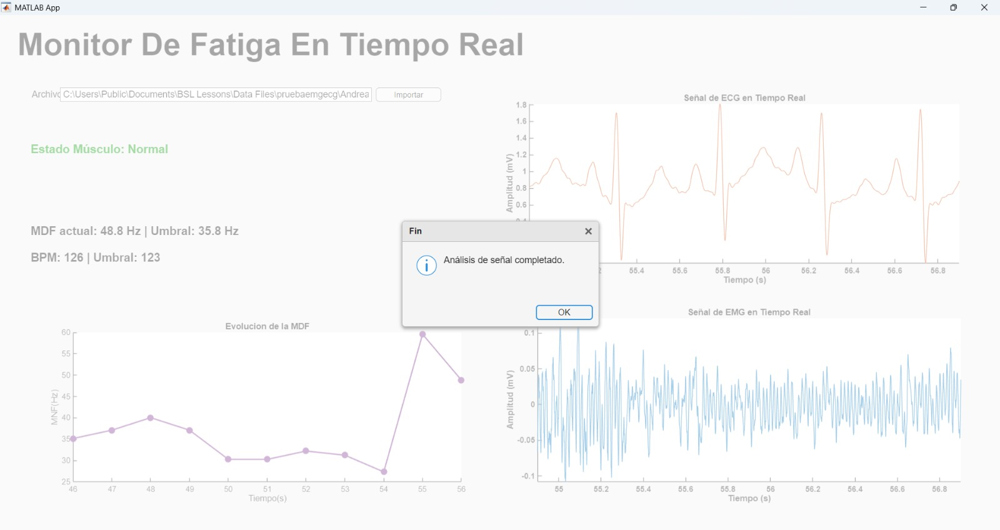 MATLAB App
Monitor De Fatiga En Tiempo Real
Archivo
C:\Users\Public\Documents\BSL Lessons\Data Files\pruebaemgecg\Andrea
Importar
Estado Músculo: Normal
MDF actual: 48.8 Hz | Umbral: 35.8 Hz
BPM: 126 | Umbral: 123
Señal de ECG en Tiempo Real
Amplitud (mV)
1.8
1.6
1.4
1.2
1
0.8
0.6
0.4
2 55.4 55.6 55.8 56 56.2 56.4 56.6 56.8
Tiempo (s)
Fin
Análisis de señal completado.
OK
Evolucion de la MDF
MNF(Hz)
60
55
50
45
40
35
30
25
46 47 48 49 50 51 52 53 54 55 56
Tiempo(s)
Señal de EMG en Tiempo Real
Amplitud (mV)
0.1
0.05
0
-0.05
-0.1
55 55.2 55.4 55.6 55.8 56 56.2 56.4 56.6 56.8
Tiempo (s)